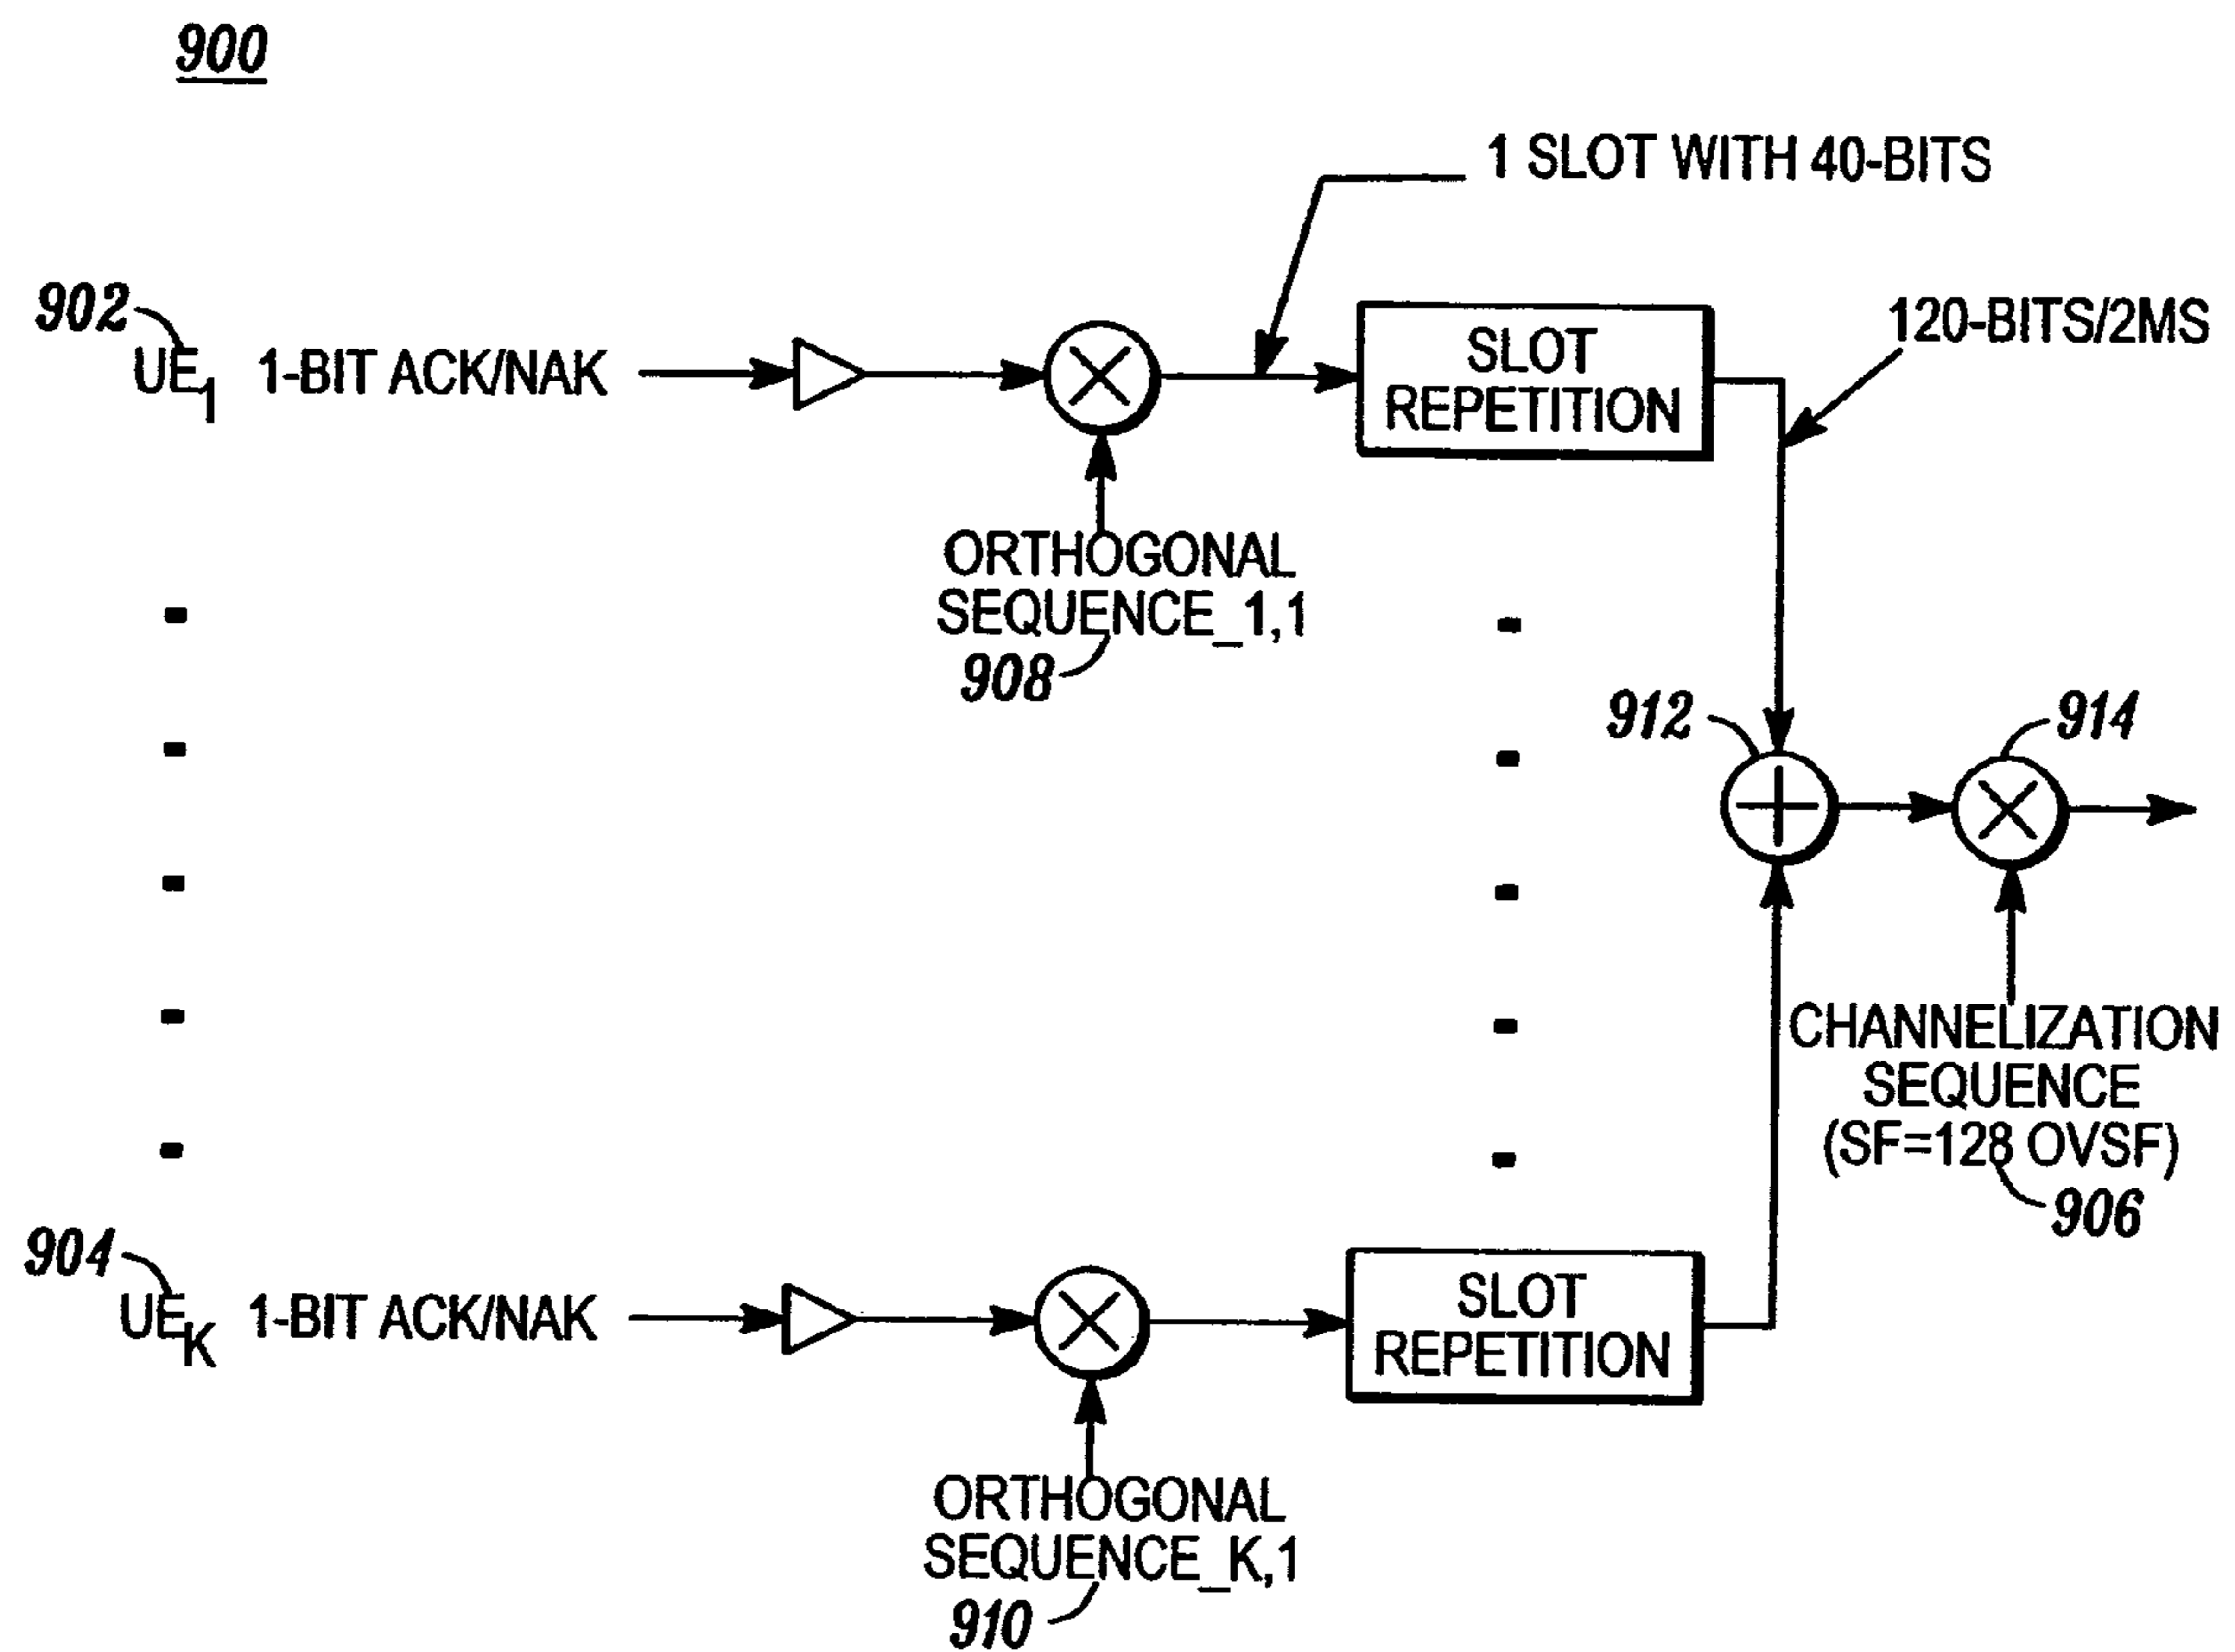 900
1 SLOT WITH 40-BITS
902
UE1 1-BIT ACK/NAK
SLOT
REPETITION
120-BITS/2MS
ORTHOGONAL
SEQUENCE_1,1
908
912
914
CHANNELIZATION
SEQUENCE
(SF=128 OVSF)
906
904
UEK 1-BIT ACK/NAK
SLOT
REPETITION
ORTHOGONAL
SEQUENCE_K,1
910